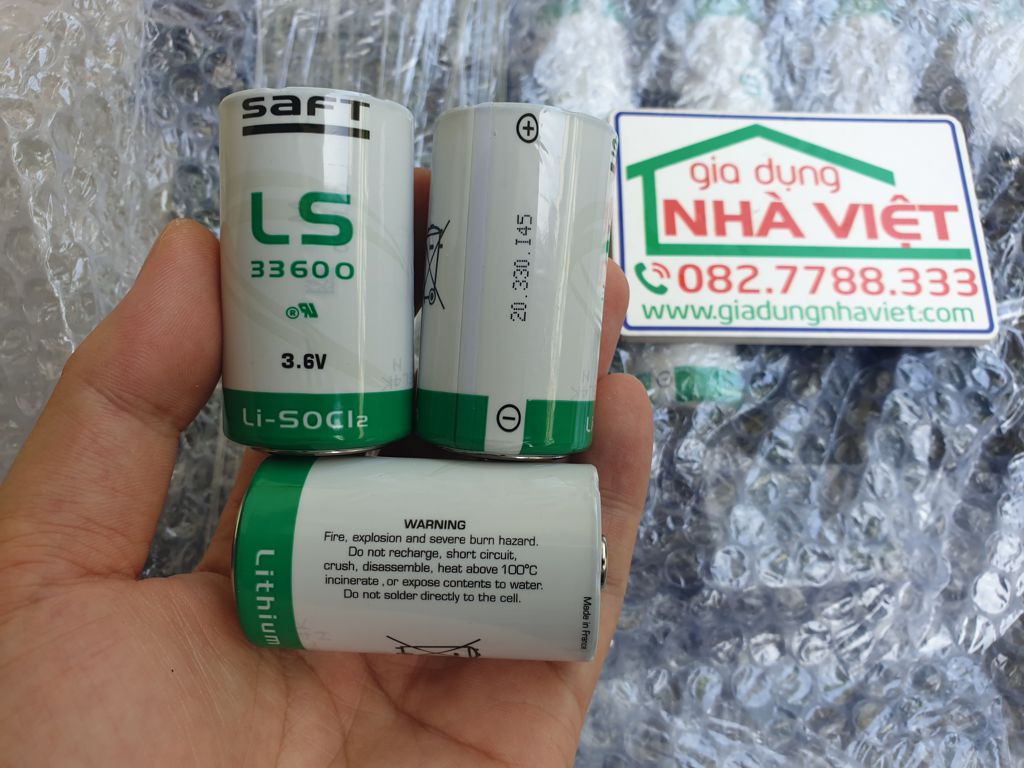 SAFT
LS
33600
3.6V
Li-SOCl2
20.330.145
WARNING
Fire, explosion and severe burn hazard.
Do not recharge, short circuit,
crush, disassemble, heat above 100°C
incinerate, or expose contents to water.
Do not solder directly to the cell.
Made in France
Lithium
gia dụng
NHÀ VIỆT
082.7788.333
www.giadungnhaviet.com